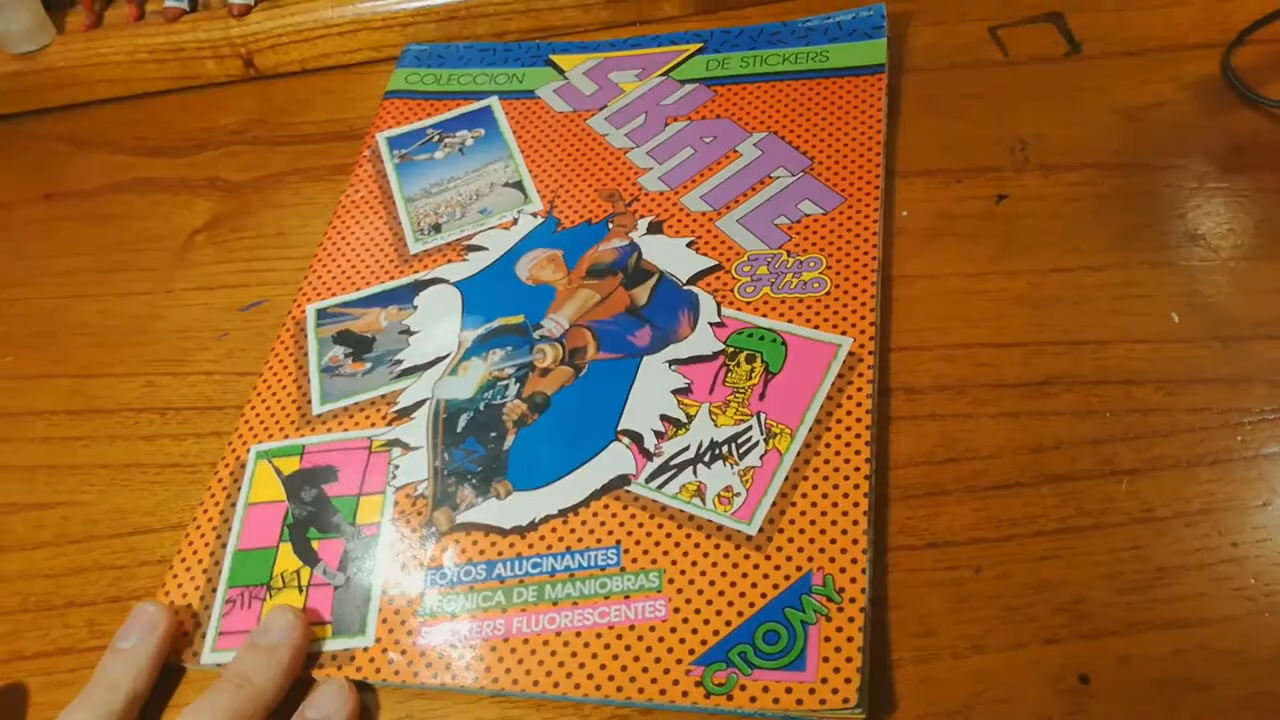 COLECCION DE STICKERS
SKATE
Fluo
Fluo
SKATE!
STREET
FOTOS ALUCINANTES
TECNICA DE MANIOBRAS
STICKERS FLUORESCENTES
CROMY